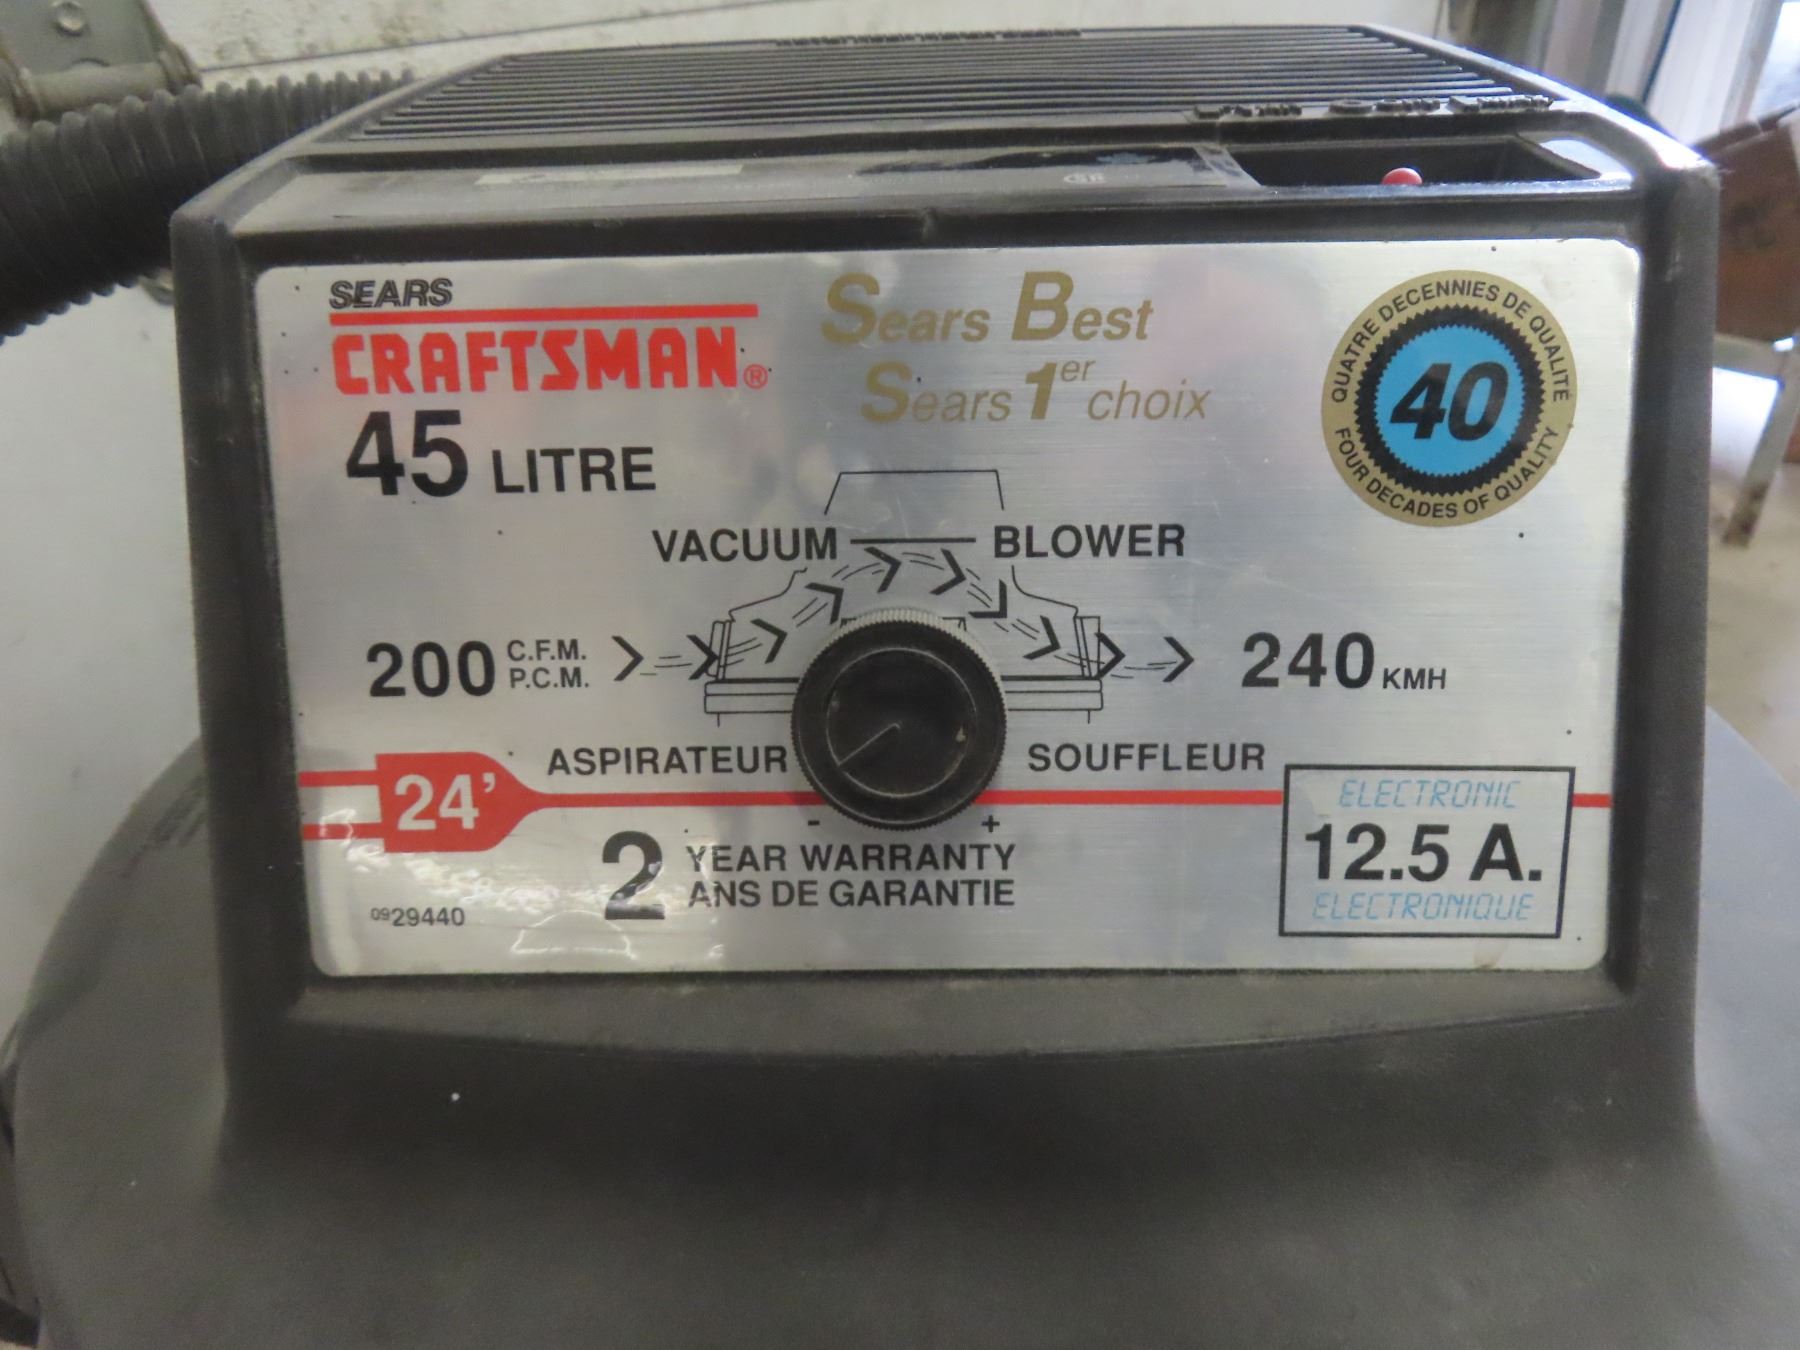 SEARS
CRAFTSMAN®
45 LITRE
Sears Best
Sears 1er choix
QUATRE DECENNIES DE QUALITÉ
40
FOUR DECADES OF QUALITY
VACUUM BLOWER
200 C.F.M.
P.C.M.
240 KMH
ASPIRATEUR SOUFFLEUR
24'
- +
2 YEAR WARRANTY
ANS DE GARANTIE
ELECTRONIC
12.5 A.
ELECTRONIQUE
0929440